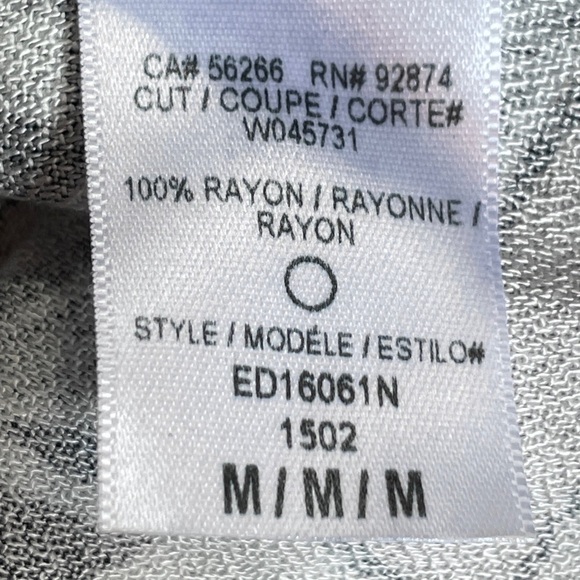 CA# 56266 RN# 92874
CUT / COUPE / CORTE#
W045731
100% RAYON / RAYONNE /
RAYON
STYLE / MODÉLE / ESTILO#
ED16061N
1502
M / M / M